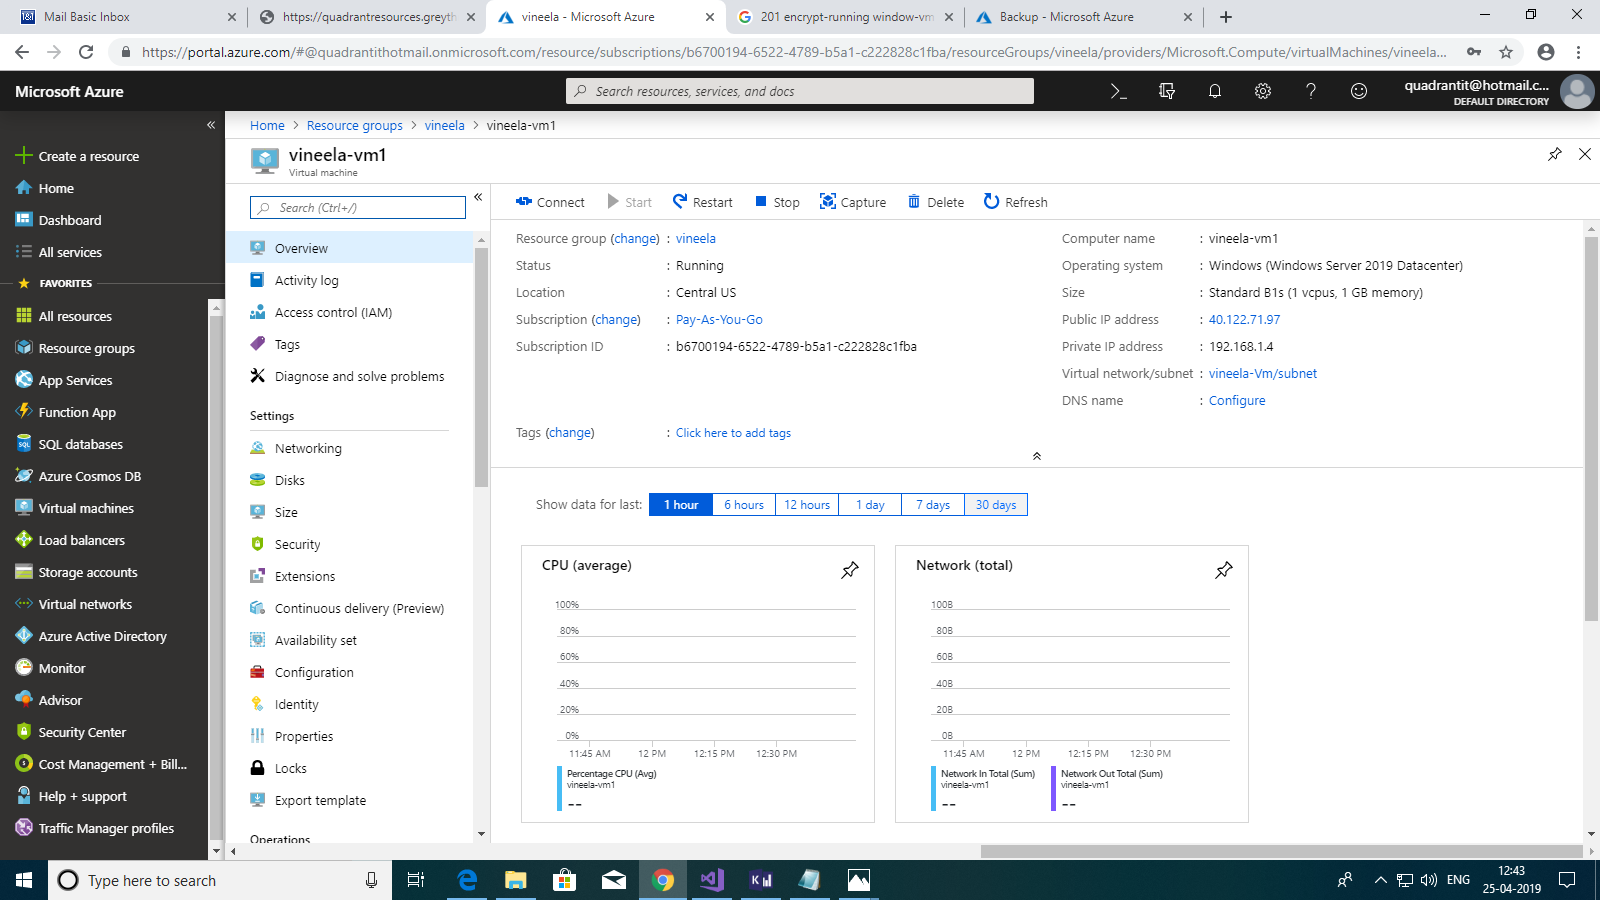 Mail Basic Inbox
https://quadrantresources.greyth
vineela - Microsoft Azure
201 encrypt-running window-vm
Backup - Microsoft Azure
https://portal.azure.com/#@quadrantithotmail.onmicrosoft.com/resource/subscriptions/b6700194-6522-4789-b5a1-c222828c1fba/resourceGroups/vineela/providers/Microsoft.Compute/virtualMachines/vineela...
Microsoft Azure
Search resources, services, and docs
quadrantit@hotmail.c...
DEFAULT DIRECTORY
Create a resource
Home
Dashboard
All services
FAVORITES
All resources
Resource groups
App Services
Function App
SQL databases
Azure Cosmos DB
Virtual machines
Load balancers
Storage accounts
Virtual networks
Azure Active Directory
Monitor
Advisor
Security Center
Cost Management + Bill...
Help + support
Traffic Manager profiles
Home > Resource groups > vineela > vineela-vm1
vineela-vm1
Virtual machine
Search (Ctrl+/)
Overview
Activity log
Access control (IAM)
Tags
Diagnose and solve problems
Settings
Networking
Disks
Size
Security
Extensions
Continuous delivery (Preview)
Availability set
Configuration
Identity
Properties
Locks
Export template
Operations
Connect Start Restart Stop Capture Delete Refresh
Resource group (change) : vineela
Status : Running
Location : Central US
Subscription (change) : Pay-As-You-Go
Subscription ID : b6700194-6522-4789-b5a1-c222828c1fba
Computer name : vineela-vm1
Operating system : Windows (Windows Server 2019 Datacenter)
Size : Standard B1s (1 vcpus, 1 GB memory)
Public IP address : 40.122.71.97
Private IP address : 192.168.1.4
Virtual network/subnet : vineela-Vm/subnet
DNS name : Configure
Tags (change) : Click here to add tags
Show data for last: 1 hour 6 hours 12 hours 1 day 7 days 30 days
CPU (average)
100%
80%
60%
40%
20%
0%
11:45 AM 12 PM 12:15 PM 12:30 PM
Percentage CPU (Avg)
vineela-vm1
--
Network (total)
100B
80B
60B
40B
20B
0B
11:45 AM 12 PM 12:15 PM 12:30 PM
Network In Total (Sum)
vineela-vm1
--
Network Out Total (Sum)
vineela-vm1
--
Type here to search
ENG
12:43
25-04-2019